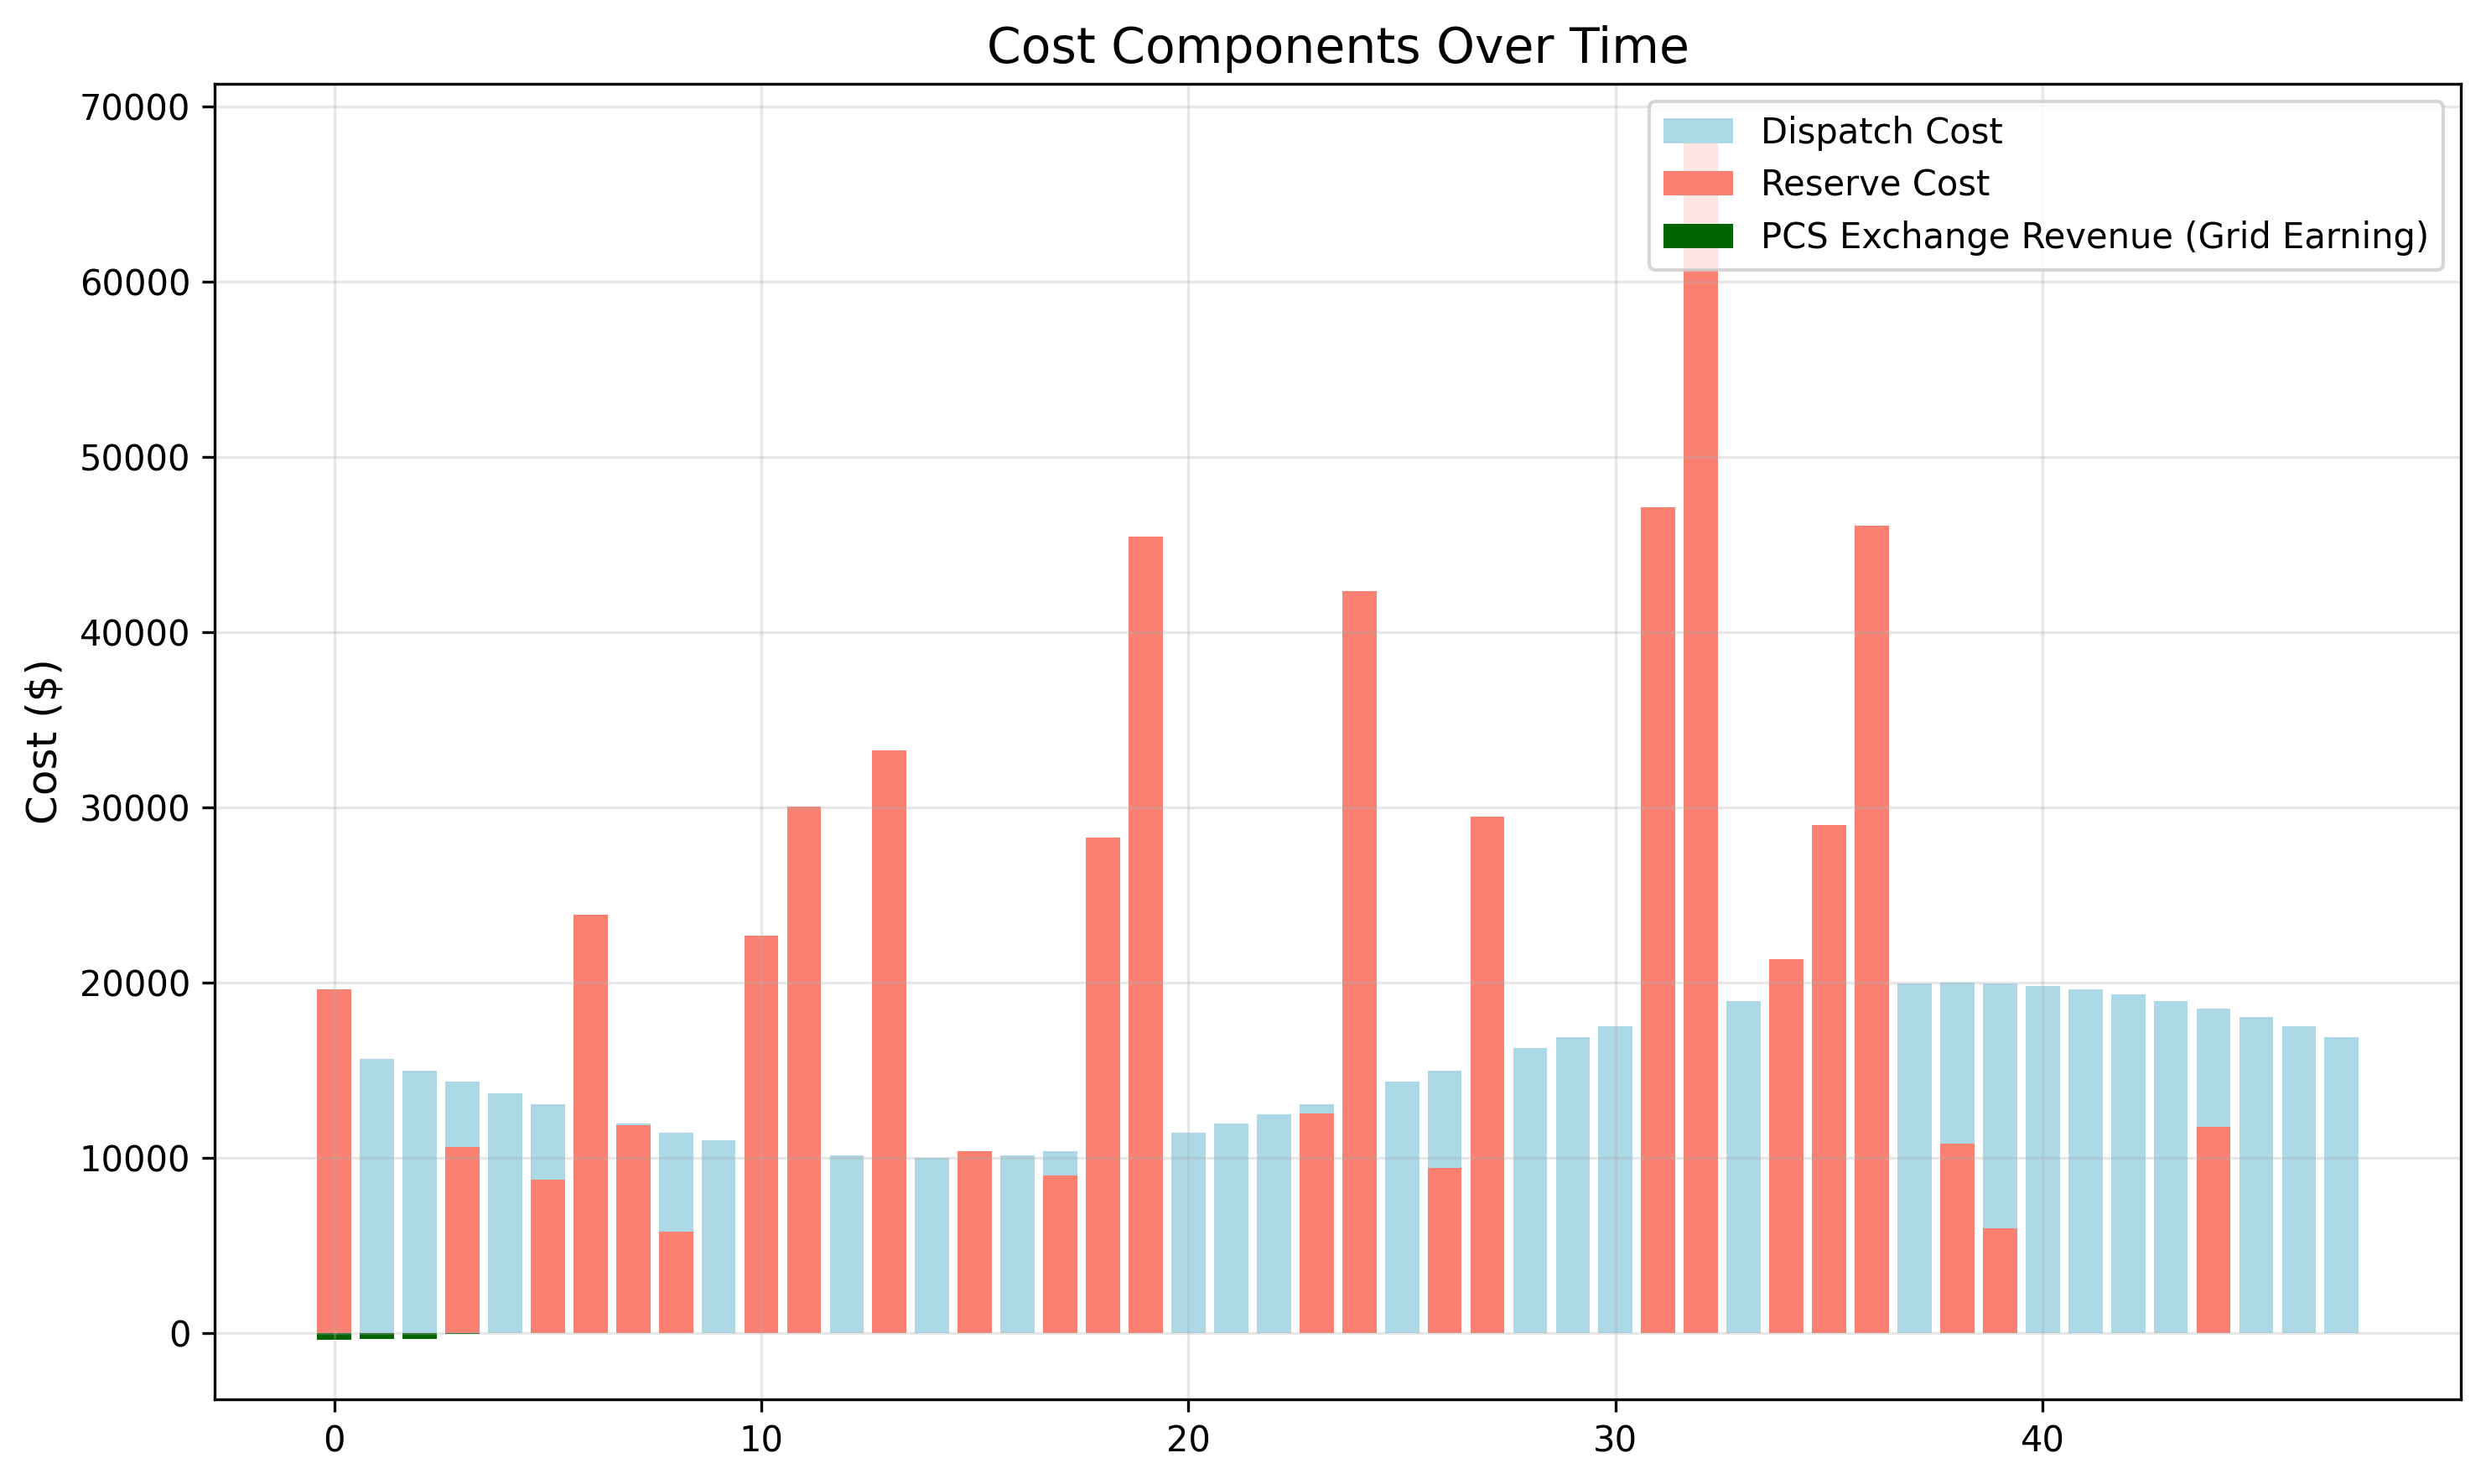 Cost Components Over Time
Dispatch Cost
Reserve Cost
PCS Exchange Revenue (Grid Earning)
Cost ($)
70000
60000
50000
40000
30000
20000
10000
0
0 10 20 30 40